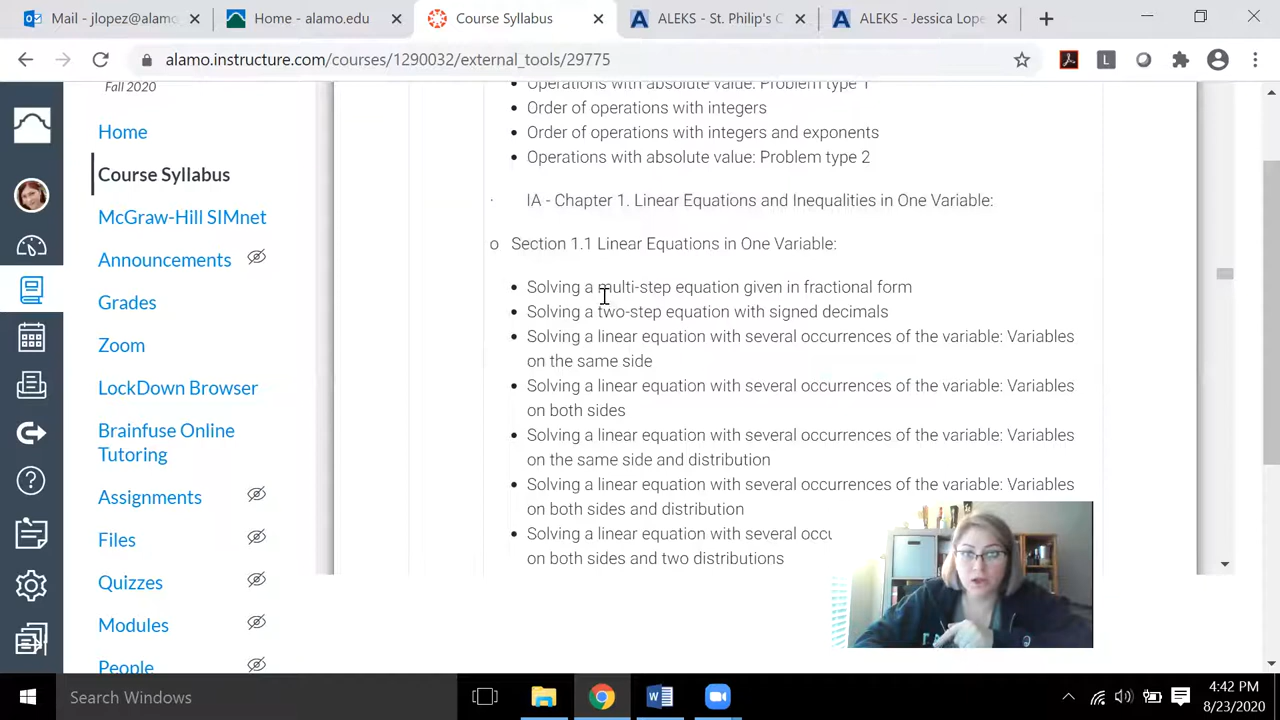 Mail - jlopez@alamo
Home - alamo.edu
Course Syllabus
ALEKS - St. Philip's C
ALEKS - Jessica Lope
alamo.instructure.com/courses/1290032/external_tools/29775
L
Fall 2020
Home
Course Syllabus
McGraw-Hill SIMnet
Announcements
Grades
Zoom
LockDown Browser
Brainfuse Online
Tutoring
Assignments
Files
Quizzes
Modules
People
Operations with absolute value: Problem type 1
Order of operations with integers
Order of operations with integers and exponents
Operations with absolute value: Problem type 2
· IA - Chapter 1. Linear Equations and Inequalities in One Variable:
o Section 1.1 Linear Equations in One Variable:
Solving a multi-step equation given in fractional form
Solving a two-step equation with signed decimals
Solving a linear equation with several occurrences of the variable: Variables
on the same side
Solving a linear equation with several occurrences of the variable: Variables
on both sides
Solving a linear equation with several occurrences of the variable: Variables
on the same side and distribution
Solving a linear equation with several occurrences of the variable: Variables
on both sides and distribution
Solving a linear equation with several occu
on both sides and two distributions
Search Windows
4:42 PM
8/23/2020